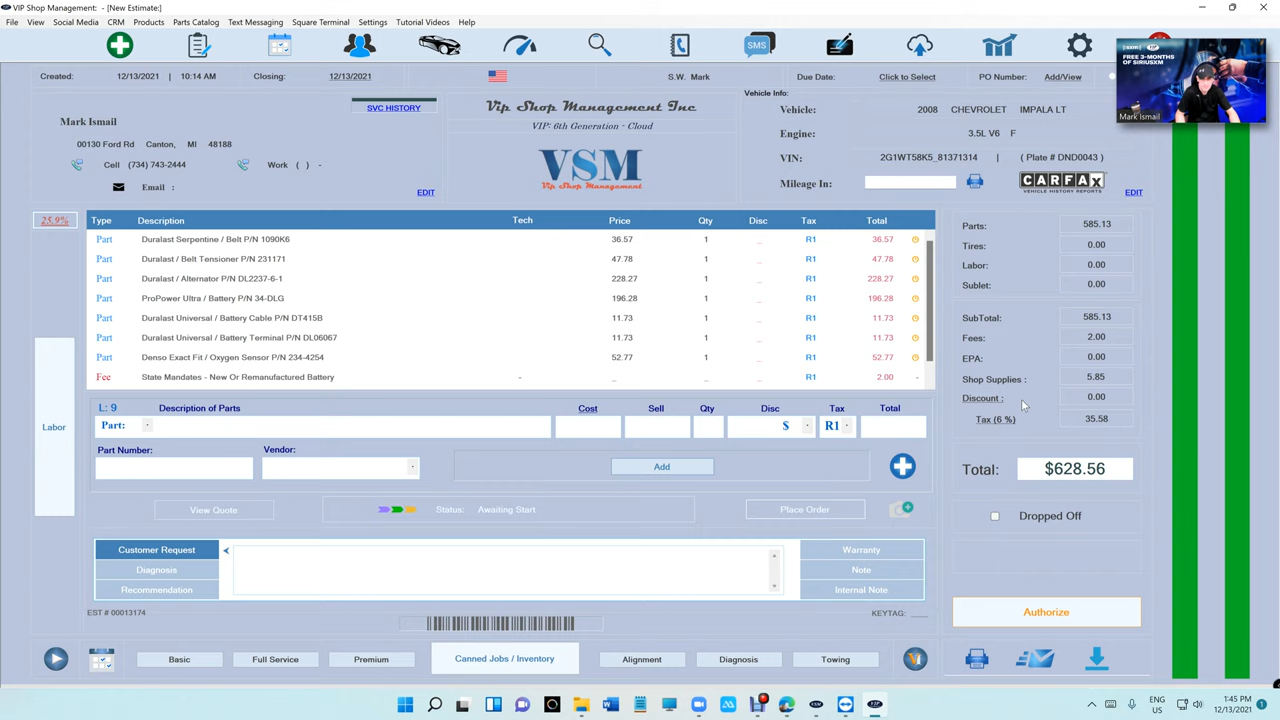 VIP Shop Management: - [New Estimate:]
File View Social Media CRM Products Parts Catalog Text Messaging Square Terminal Settings Tutorial Videos Help
SMS
FREE 3-MONTHS
OF SIRIUSXM
Mark Ismail
Created: 12/13/2021 | 10:14 AM Closing: 12/13/2021 S.W. Mark Due Date: Click to Select PO Number: Add/View
SVC HISTORY
Mark Ismail
00130 Ford Rd Canton, MI 48188
Cell (734) 743-2444 Work ( ) -
Email :
EDIT
Vip Shop Management Inc
VIP: 6th Generation - Cloud
VSM
Vip Shop Management
Vehicle Info:
Vehicle: 2008 CHEVROLET IMPALA LT
Engine: 3.5L V6 F
VIN: 2G1WT58K5_81371314 | ( Plate # DND0043 )
Mileage In:
CARFAX
VEHICLE HISTORY REPORTS
EDIT
25.9%
Type Description Tech Price Qty Disc Tax Total
Part Duralast Serpentine / Belt P/N 1090K6 36.57 1 _ R1 36.57
Part Duralast / Belt Tensioner P/N 231171 47.78 1 _ R1 47.78
Part Duralast / Alternator P/N DL2237-6-1 228.27 1 _ R1 228.27
Part ProPower Ultra / Battery P/N 34-DLG 196.28 1 _ R1 196.28
Part Duralast Universal / Battery Cable P/N DT415B 11.73 1 _ R1 11.73
Part Duralast Universal / Battery Terminal P/N DL06067 11.73 1 _ R1 11.73
Part Denso Exact Fit / Oxygen Sensor P/N 234-4254 52.77 1 _ R1 52.77
Fee State Mandates - New Or Remanufactured Battery - _ _ _ R1 2.00 -
Labor
L: 9 Description of Parts Cost Sell Qty Disc Tax Total
Part: $ R1
Part Number: Vendor:
Add
View Quote Status: Awaiting Start Place Order
Customer Request
Diagnosis
Recommendation
Warranty
Note
Internal Note
EST # 00013174 KEYTAG: ___
Parts: 585.13
Tires: 0.00
Labor: 0.00
Sublet: 0.00
SubTotal: 585.13
Fees: 2.00
EPA: 0.00
Shop Supplies : 5.85
Discount : 0.00
Tax (6 %) 35.58
Total: $628.56
Dropped Off
Authorize
Basic Full Service Premium Canned Jobs / Inventory Alignment Diagnosis Towing
ENG
US
1:45 PM
12/13/2021